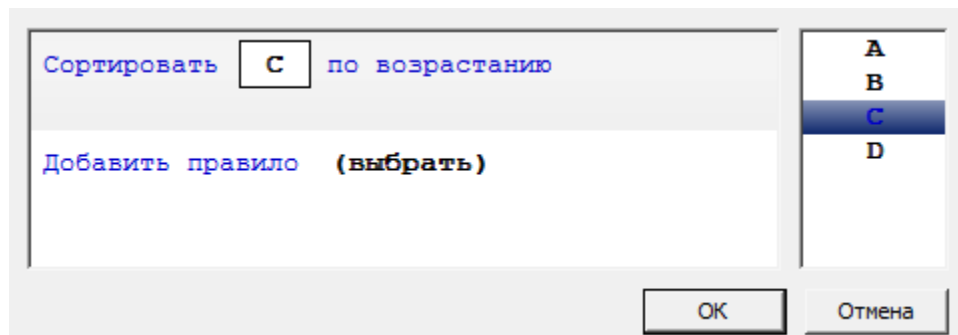 Сортировать C по возрастанию
Добавить правило (выбрать)
A
B
C
D
OK Отмена